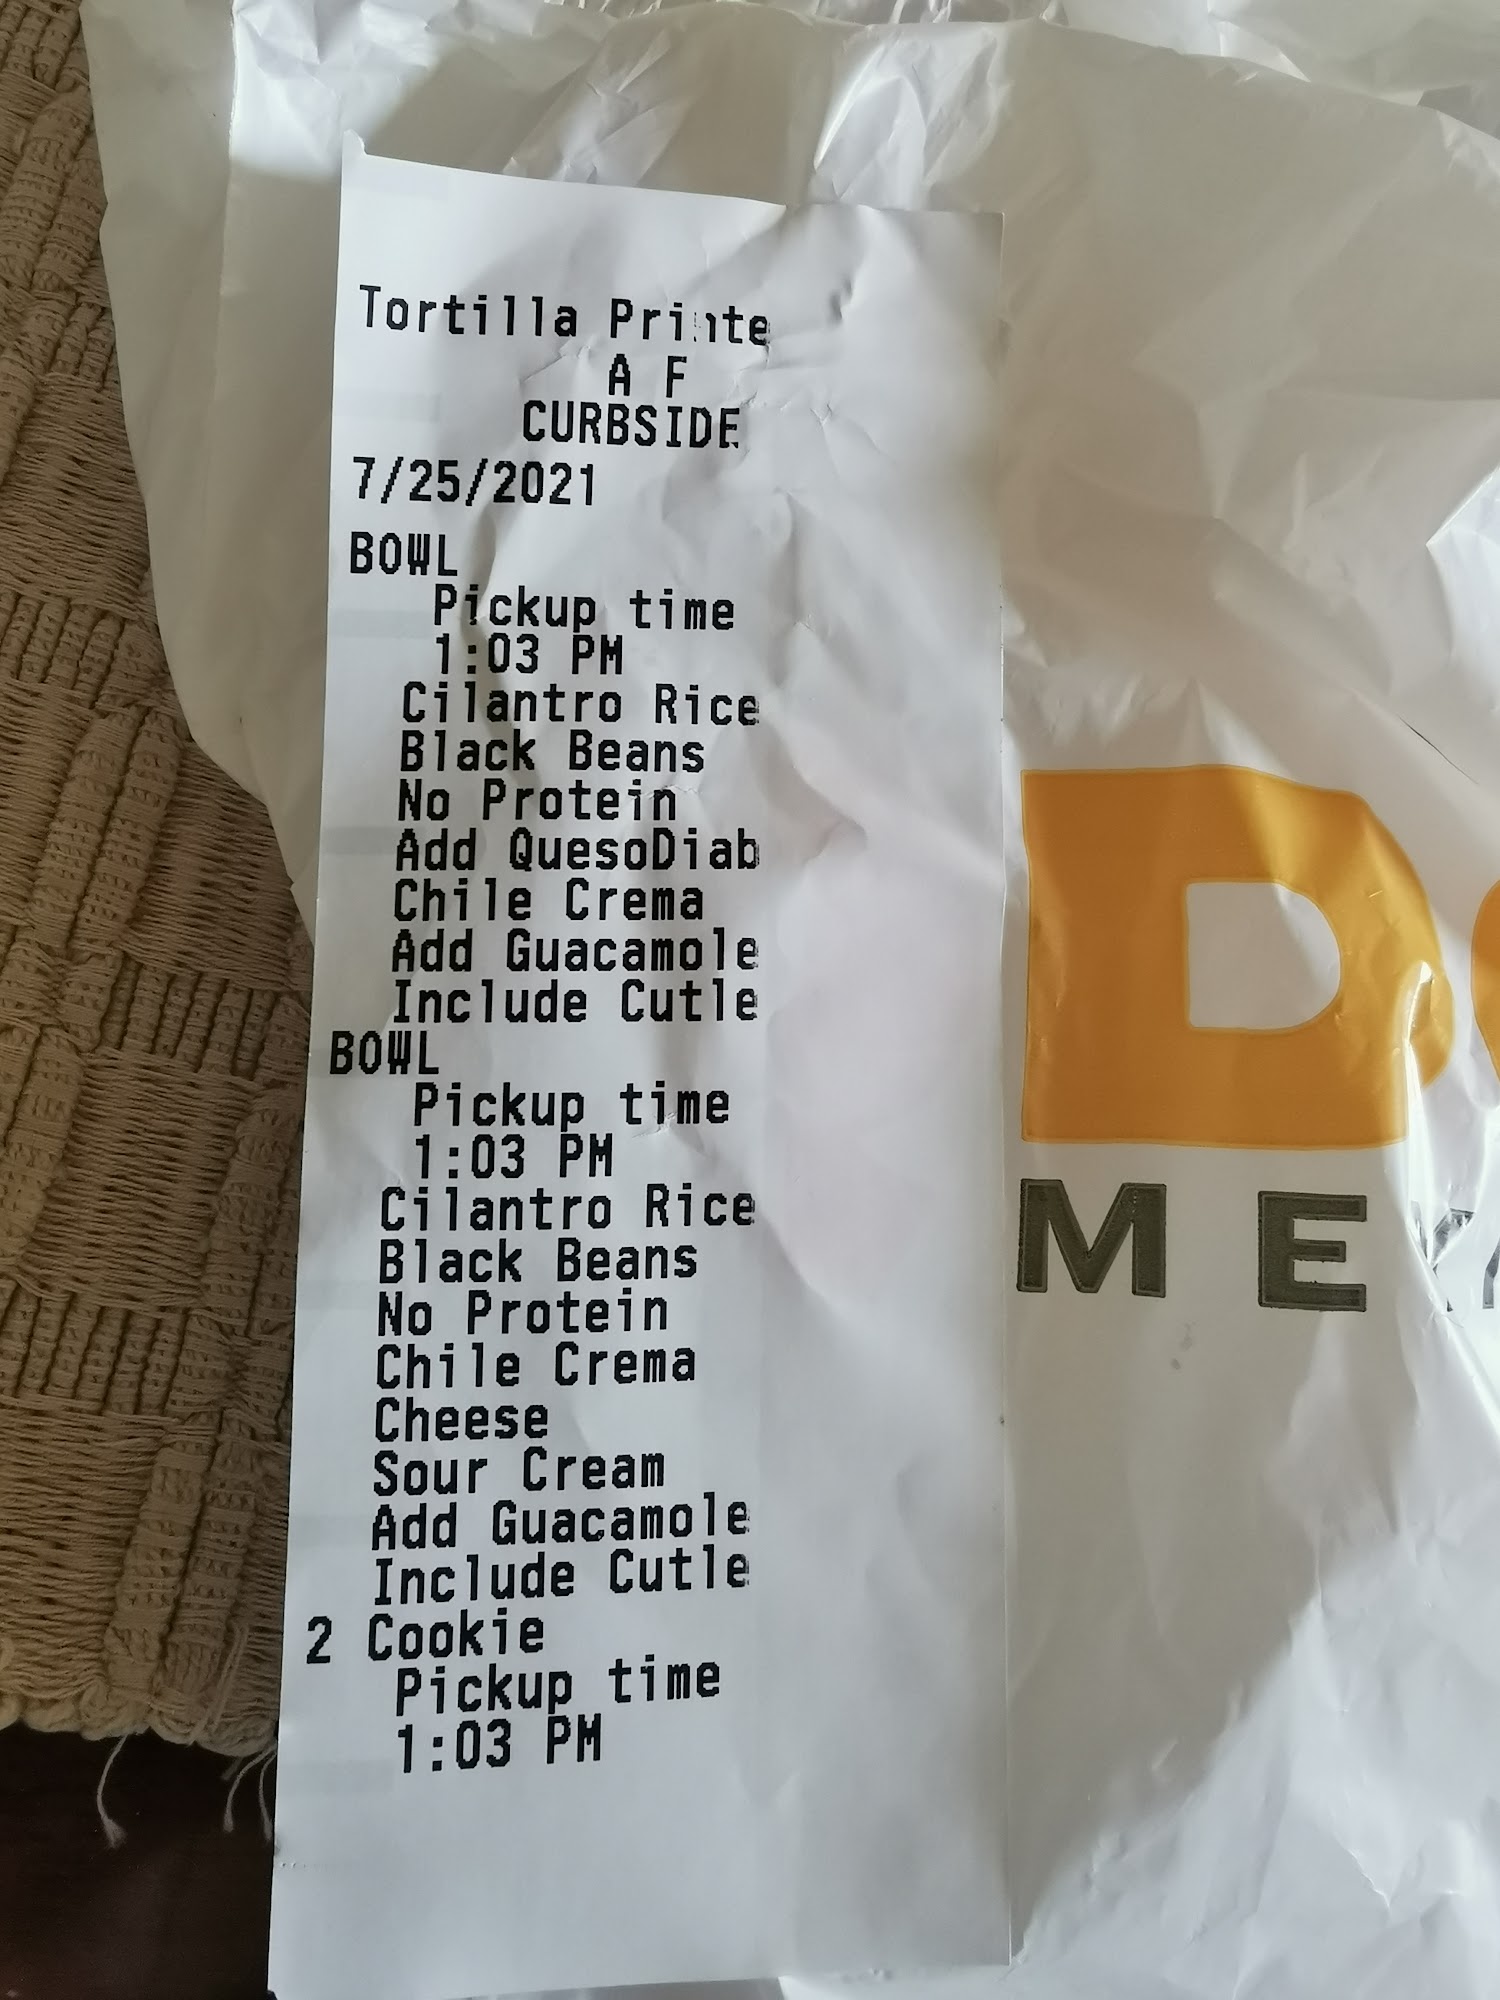 Tortilla Printe
A F
CURBSIDE
7/25/2021
BOWL
Pickup time
1:03 PM
Cilantro Rice
Black Beans
No Protein
Add QuesoDiab
Chile Crema
Add Guacamole
Include Cutle
BOWL
Pickup time
1:03 PM
Cilantro Rice
Black Beans
No Protein
Chile Crema
Cheese
Sour Cream
Add Guacamole
Include Cutle
2 Cookie
Pickup time
1:03 PM
D
ME